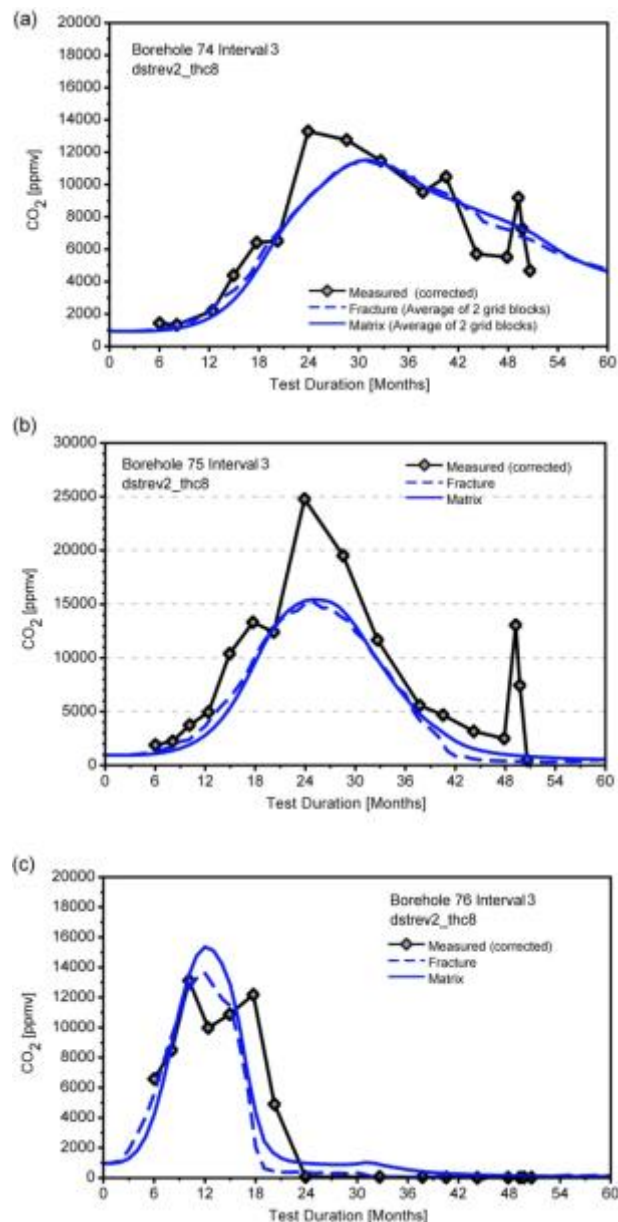 (a)
20000
18000
16000
14000
12000
10000
8000
6000
4000
2000
0
CO2 [ppmv]
Borehole 74 Interval 3
dstrev2_thc8
Measured (corrected)
Fracture (Average of 2 grid blocks)
Matrix (Average of 2 grid blocks)
0 6 12 18 24 30 36 42 48 54 60
Test Duration [Months]
(b)
30000
25000
20000
15000
10000
5000
0
CO2 [ppmv]
Borehole 75 Interval 3
dstrev2_thc8
Measured (corrected)
Fracture
Matrix
0 6 12 18 24 30 36 42 48 54 60
Test Duration [Months]
(c)
20000
18000
16000
14000
12000
10000
8000
6000
4000
2000
0
CO2 [ppmv]
Borehole 76 Interval 3
dstrev2_thc8
Measured (corrected)
Fracture
Matrix
0 6 12 18 24 30 36 42 48 54 60
Test Duration [Months]